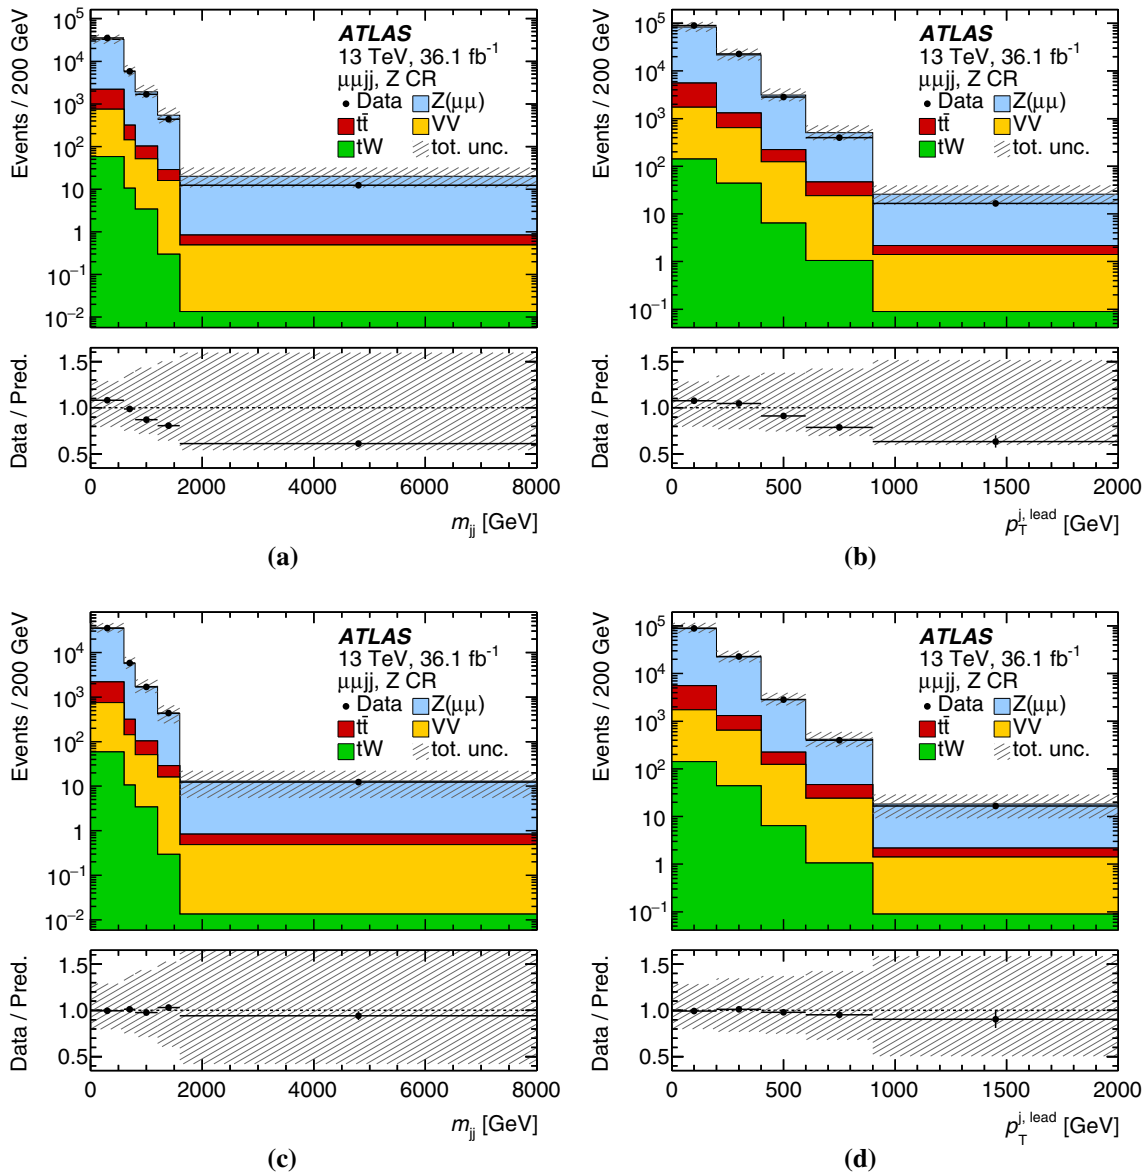 Events / 200 GeV
10⁵
10⁴
10³
10²
10
1
10⁻¹
10⁻²
ATLAS
13 TeV, 36.1 fb⁻¹
μμjj, Z CR
Data
Z(μμ)
tt̄
VV
tW
tot. unc.
Data / Pred.
1.5
1.0
0.5
0
2000
4000
6000
8000
m_jj [GeV]
(a)
Events / 200 GeV
10⁵
10⁴
10³
10²
10
1
10⁻¹
ATLAS
13 TeV, 36.1 fb⁻¹
μμjj, Z CR
Data
Z(μμ)
tt̄
VV
tW
tot. unc.
Data / Pred.
1.5
1.0
0.5
0
500
1000
1500
2000
p_T^{j, lead} [GeV]
(b)
Events / 200 GeV
10⁴
10³
10²
10
1
10⁻¹
10⁻²
ATLAS
13 TeV, 36.1 fb⁻¹
μμjj, Z CR
Data
Z(μμ)
tt̄
VV
tW
tot. unc.
Data / Pred.
1.5
1.0
0.5
0
2000
4000
6000
8000
m_jj [GeV]
(c)
Events / 200 GeV
10⁵
10⁴
10³
10²
10
1
10⁻¹
ATLAS
13 TeV, 36.1 fb⁻¹
μμjj, Z CR
Data
Z(μμ)
tt̄
VV
tW
tot. unc.
Data / Pred.
1.5
1.0
0.5
0
500
1000
1500
2000
p_T^{j, lead} [GeV]
(d)